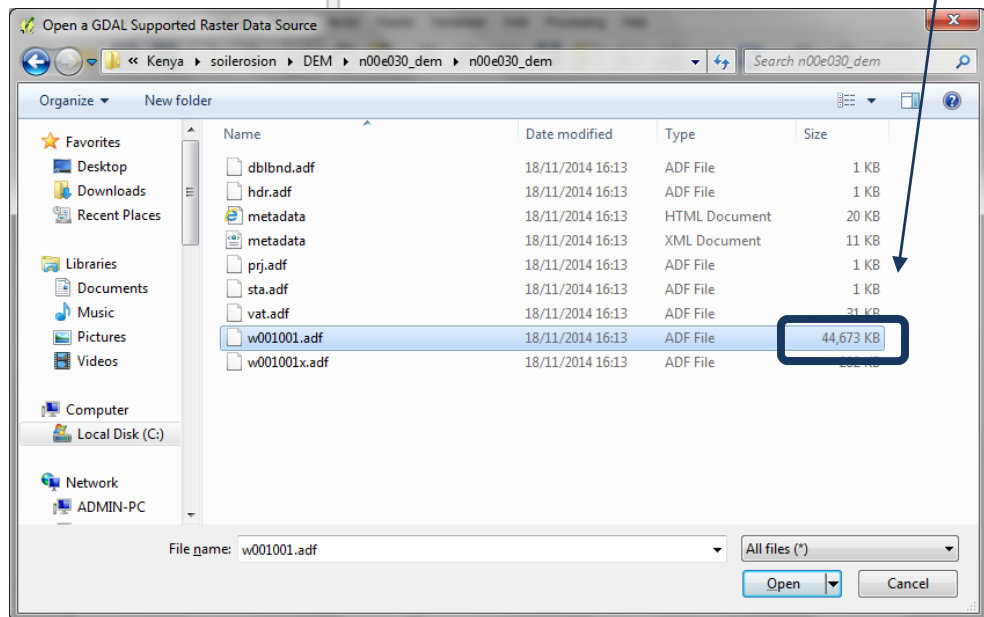 Open a GDAL Supported Raster Data Source
« Kenya ▸ soilerosion ▸ DEM ▸ n00e030_dem ▸ n00e030_dem
Search n00e030_dem
Organize New folder
Name Date modified Type Size
Favorites
Desktop
Downloads
Recent Places
Libraries
Documents
Music
Pictures
Videos
Computer
Local Disk (C:)
Network
ADMIN-PC
dblbnd.adf 18/11/2014 16:13 ADF File 1 KB
hdr.adf 18/11/2014 16:13 ADF File 1 KB
metadata 18/11/2014 16:13 HTML Document 20 KB
metadata 18/11/2014 16:13 XML Document 11 KB
prj.adf 18/11/2014 16:13 ADF File 1 KB
sta.adf 18/11/2014 16:13 ADF File 1 KB
vat.adf 18/11/2014 16:13 ADF File 31 KB
w001001.adf 18/11/2014 16:13 ADF File 44,673 KB
w001001x.adf 18/11/2014 16:13 ADF File KB
File name: w001001.adf
All files (*)
Open Cancel